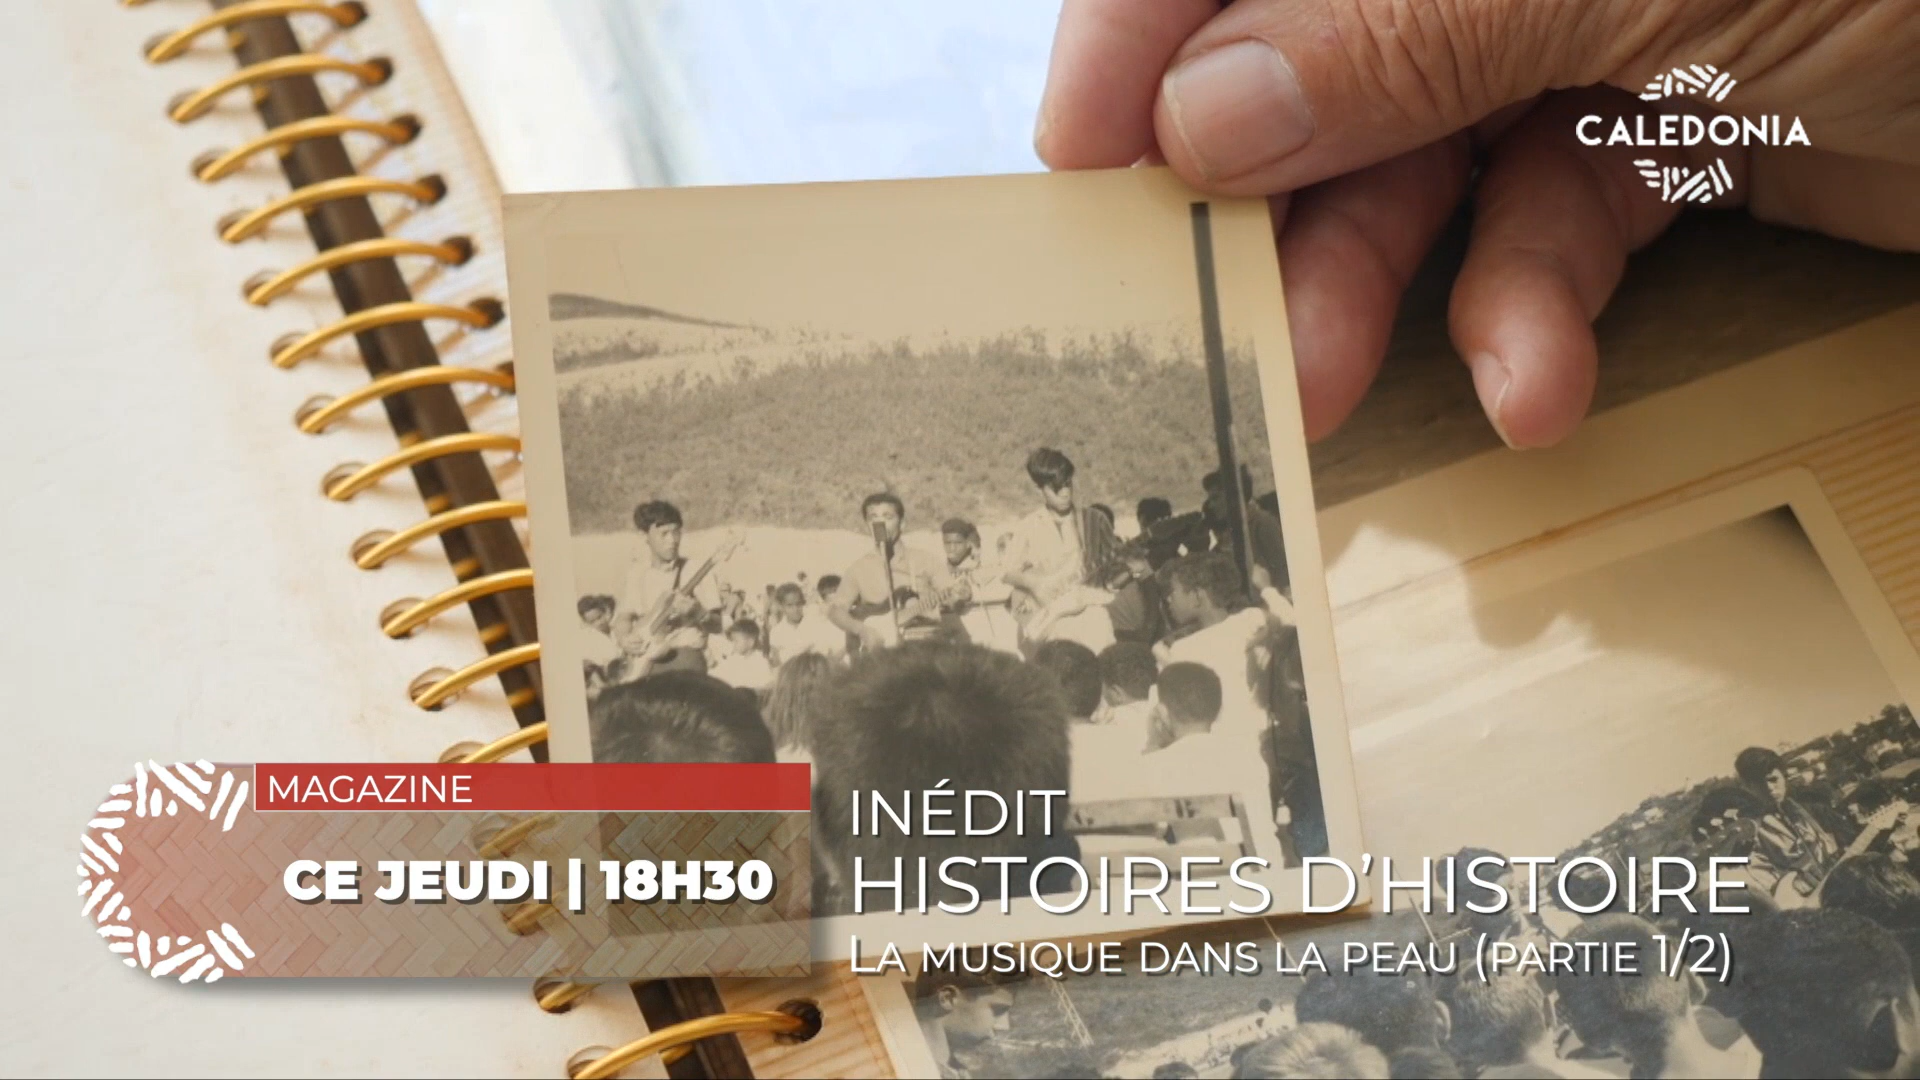 CALEDONIA
MAGAZINE
CE JEUDI | 18H30
INÉDIT
HISTOIRES D'HISTOIRE
LA MUSIQUE DANS LA PEAU (PARTIE 1/2)